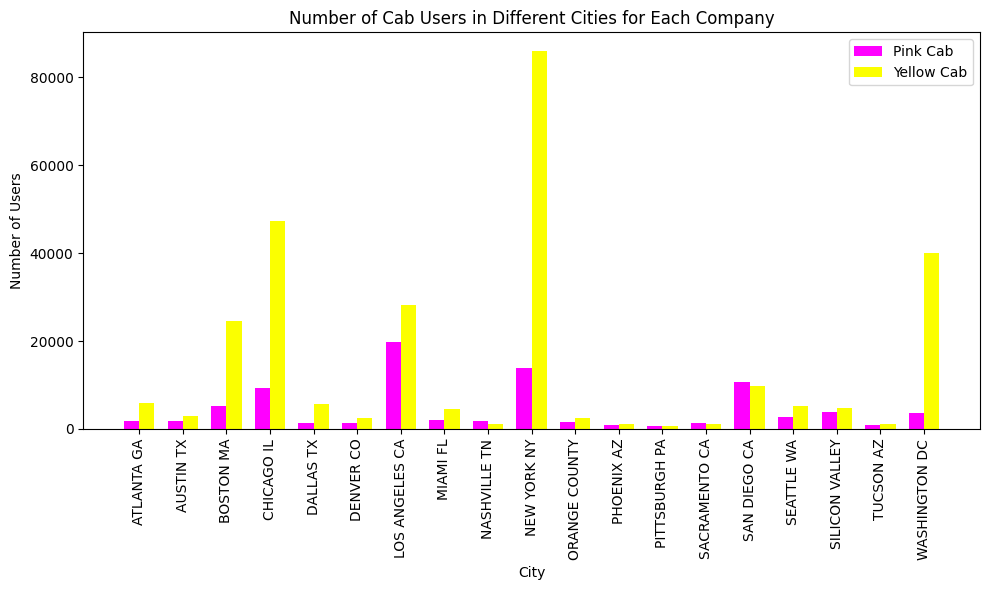 Number of Cab Users in Different Cities for Each Company
Pink Cab
Yellow Cab
Number of Users
80000
60000
40000
20000
0
ATLANTA GA
AUSTIN TX
BOSTON MA
CHICAGO IL
DALLAS TX
DENVER CO
LOS ANGELES CA
MIAMI FL
NASHVILLE TN
NEW YORK NY
ORANGE COUNTY
PHOENIX AZ
PITTSBURGH PA
SACRAMENTO CA
SAN DIEGO CA
SEATTLE WA
SILICON VALLEY
TUCSON AZ
WASHINGTON DC
City